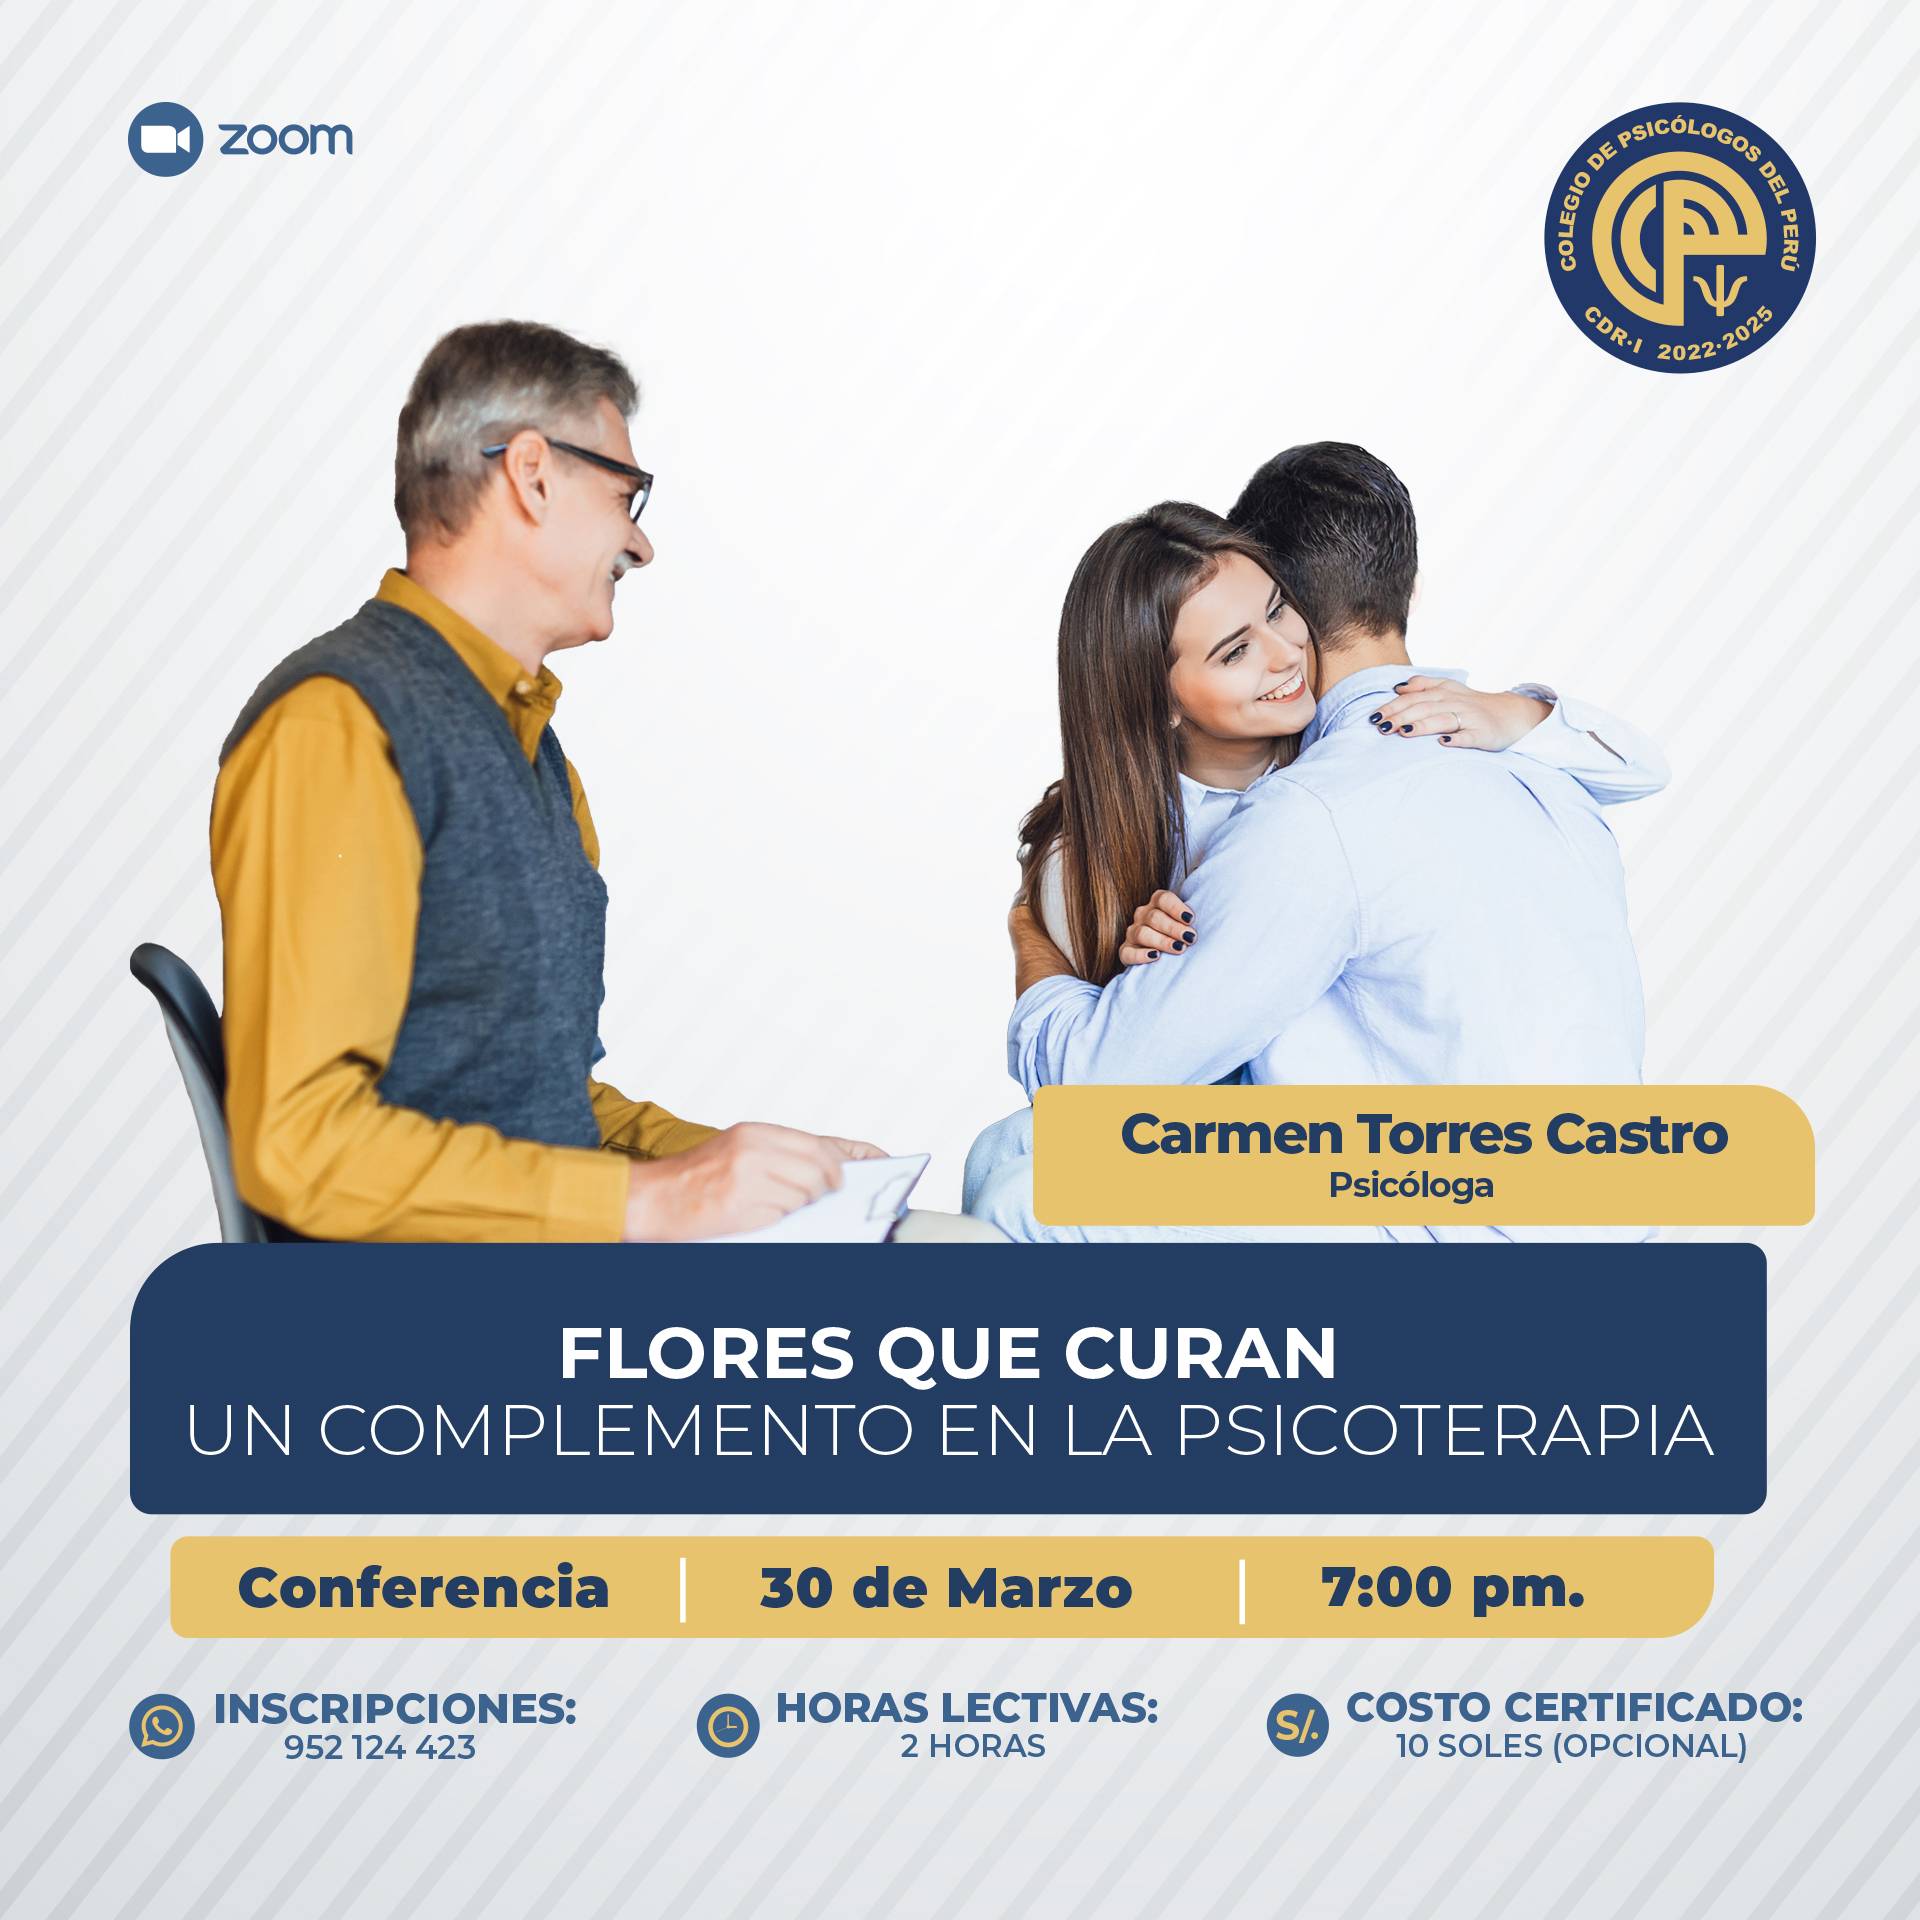 zoom
COLEGIO DE PSICÓLOGOS DEL PERÚ
CDR·I 2022·2025
Carmen Torres Castro
Psicóloga
FLORES QUE CURAN
UN COMPLEMENTO EN LA PSICOTERAPIA
Conferencia
30 de Marzo
7:00 pm.
INSCRIPCIONES:
952 124 423
HORAS LECTIVAS:
2 HORAS
S/.
COSTO CERTIFICADO:
10 SOLES (OPCIONAL)